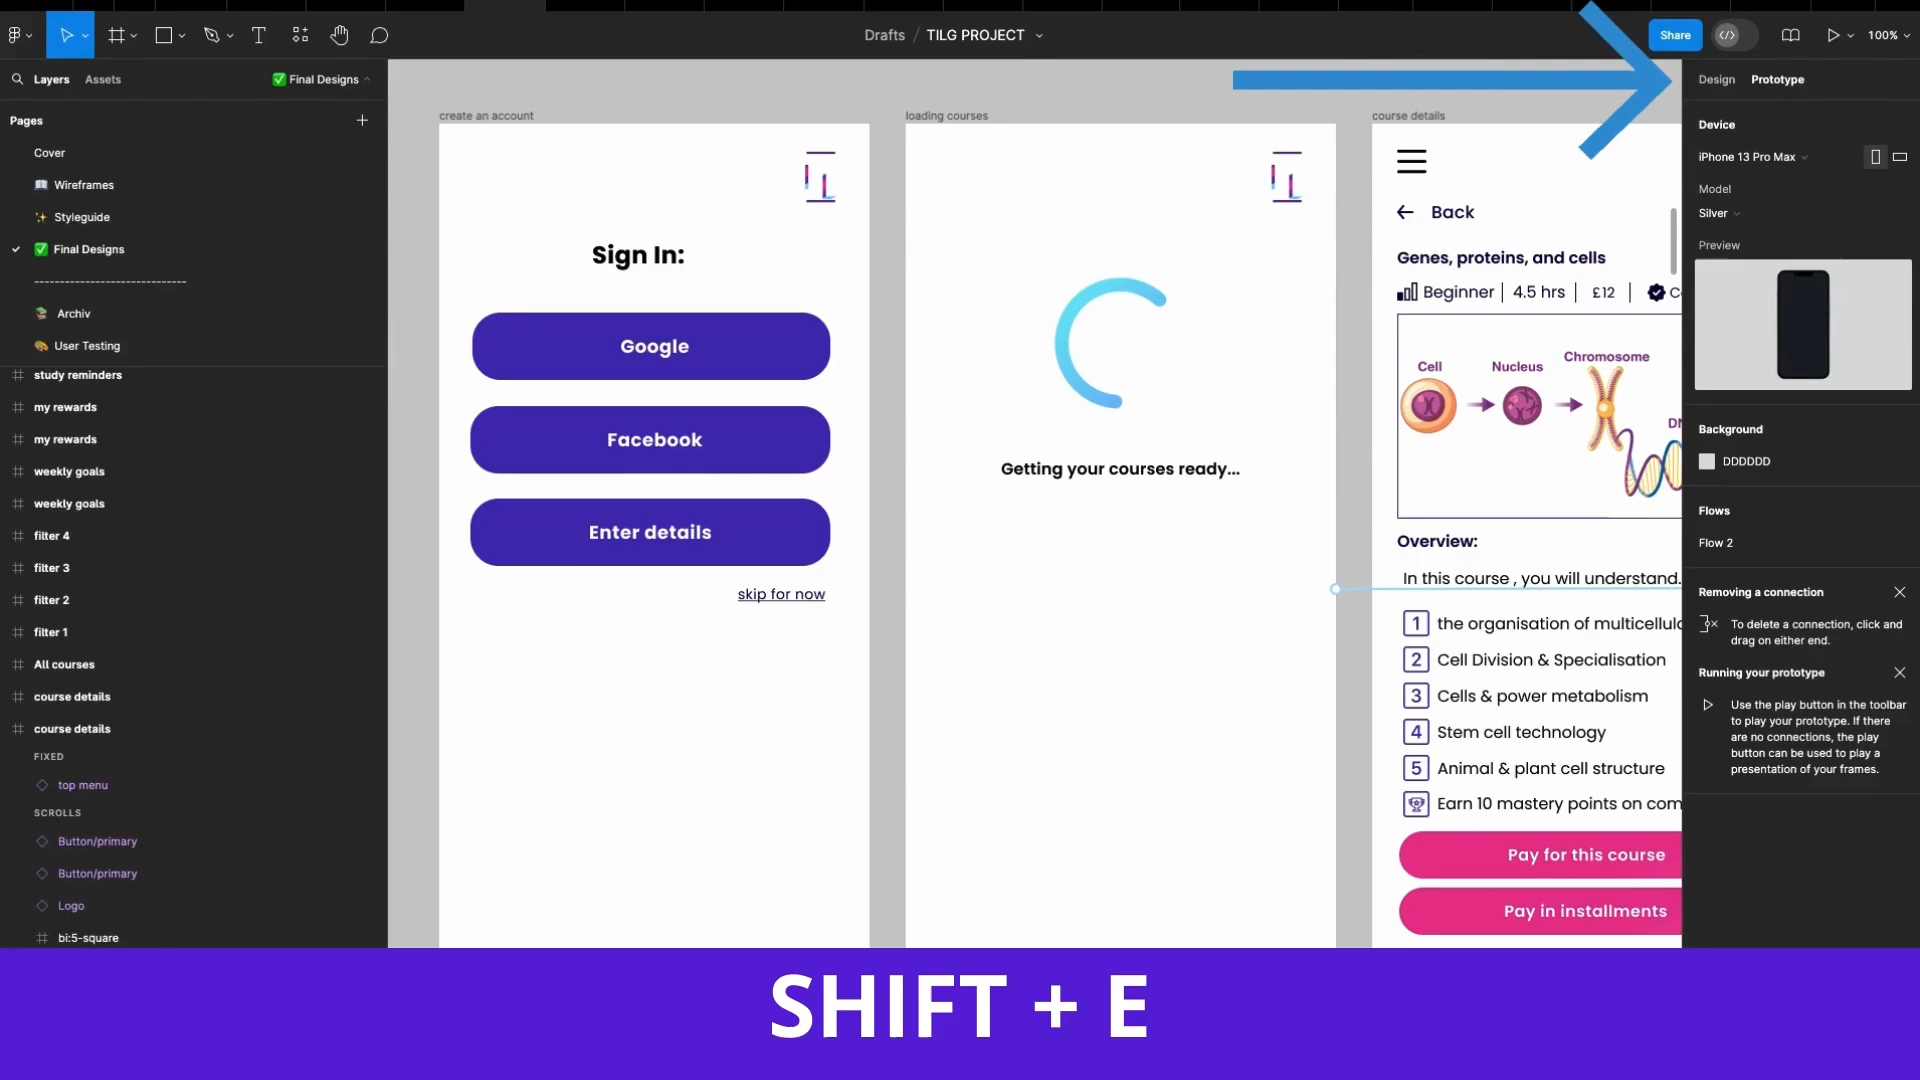 Drafts / TILG PROJECT
Share
</>
100%
Layers
Assets
✅ Final Designs
Design
Prototype
Pages
Cover
Wireframes
Styleguide
Final Designs
-------------------------------
Archiv
User Testing
study reminders
my rewards
my rewards
weekly goals
weekly goals
filter 4
filter 3
filter 2
filter 1
All courses
course details
course details
FIXED
top menu
SCROLLS
Button/primary
Button/primary
Logo
bi:5-square
create an account
Sign In:
Google
Facebook
Enter details
skip for now
loading courses
Getting your courses ready...
course details
Back
Genes, proteins, and cells
Beginner | 4.5 hrs | £12 |
Cell
Nucleus
Chromosome
Overview:
In this course , you will understand.
1 the organisation of
2 Cell Division & Specialisation
3 Cells & power metabolism
4 Stem cell technology
5 Animal & plant cell structure
Earn 10 mastery points on
Pay for this course
Pay in installments
Device
iPhone 13 Pro Max
Model
Silver
Preview
Background
DDDDDD
Flows
Flow 2
Removing a connection
To delete a connection, click and
drag on either end.
Running your prototype
Use the play button in the toolbar
to play your prototype. If there
are no connections, the play
button can be used to play a
presentation of your frames.
SHIFT + E